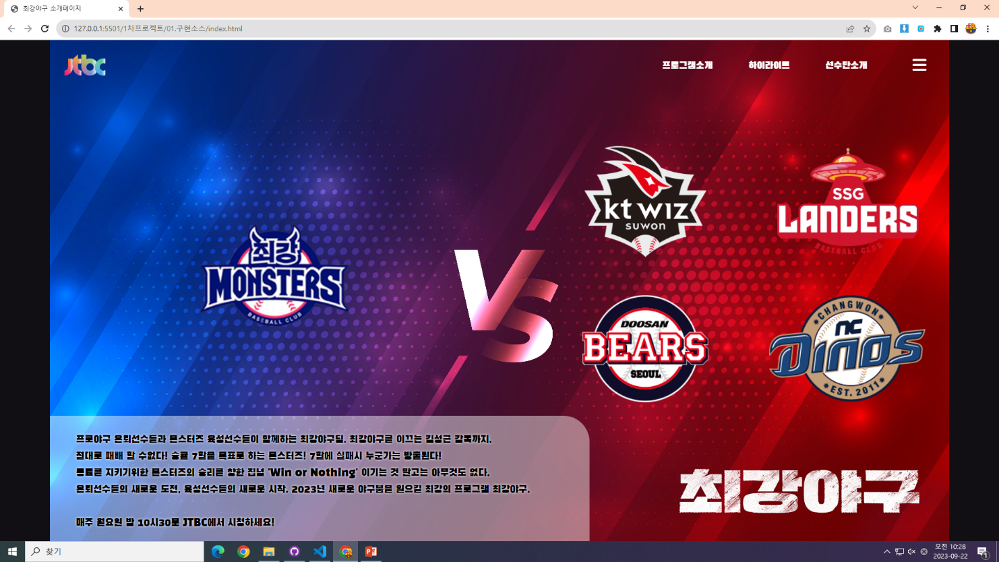 최강야구 소개페이지
127.0.0.1:5501/1차프로젝트/01.구현소스/index.html
jtbc
프로그램소개
하이라이트
선수단소개
kt wiz
suwon
SSG
LANDERS
BASEBALL CLUB
최강
MONSTERS
BASEBALL CLUB
VS
DOOSAN
BEARS
SEOUL
CHANGWON
NC
DINOS
EST. 2011
프로야구 은퇴선수들과 몬스터즈 육성선수들이 함께하는 최강야구팀. 최강야구를 이끄는 김성근 감독까지.
절대로 패배 할 수없다! 승률 7할을 목표로 하는 몬스터즈! 7할에 실패시 누군가는 방출된다!
동료를 지키기위한 몬스터즈의 승리를 향한 집념 'Win or Nothing' 이기는 것 말고는 아무것도 없다.
은퇴선수들의 새로운 도전, 육성선수들의 새로운 시작. 2023년 새로운 야구붐을 일으킬 최강의 프로그램 최강야구.
매주 월요일 밤 10시30분 JTBC에서 시청하세요!
최강야구
찾기
오전 10:28
2023-09-22
1